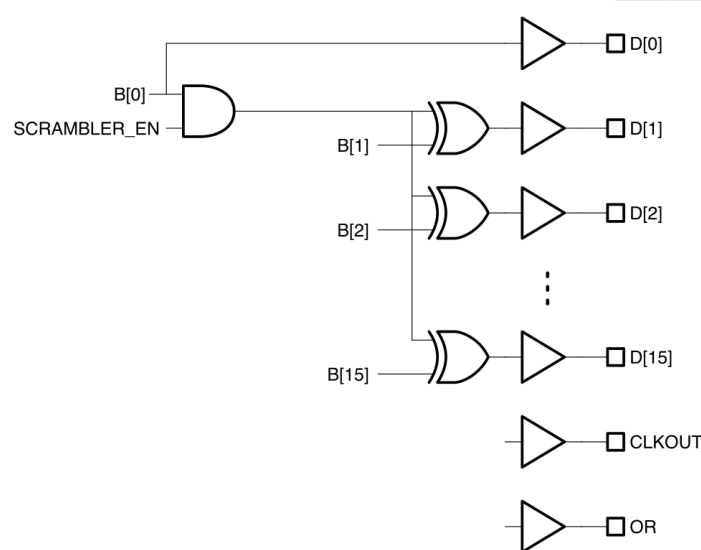 D[0]
B[0]
SCRAMBLER_EN
D[1]
B[1]
D[2]
B[2]
D[15]
B[15]
CLKOUT
OR